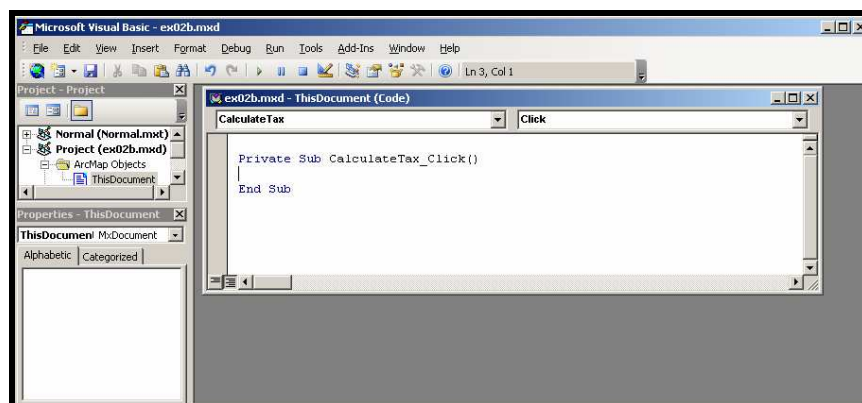 Microsoft Visual Basic - ex02b.mxd
File Edit View Insert Format Debug Run Tools Add-Ins Window Help
Ln 3, Col 1
Project - Project
Normal (Normal.mxt)
Project (ex02b.mxd)
ArcMap Objects
ThisDocument
Properties - ThisDocument
ThisDocument MxDocument
Alphabetic Categorized
ex02b.mxd - ThisDocument (Code)
CalculateTax Click
Private Sub CalculateTax_Click()
End Sub